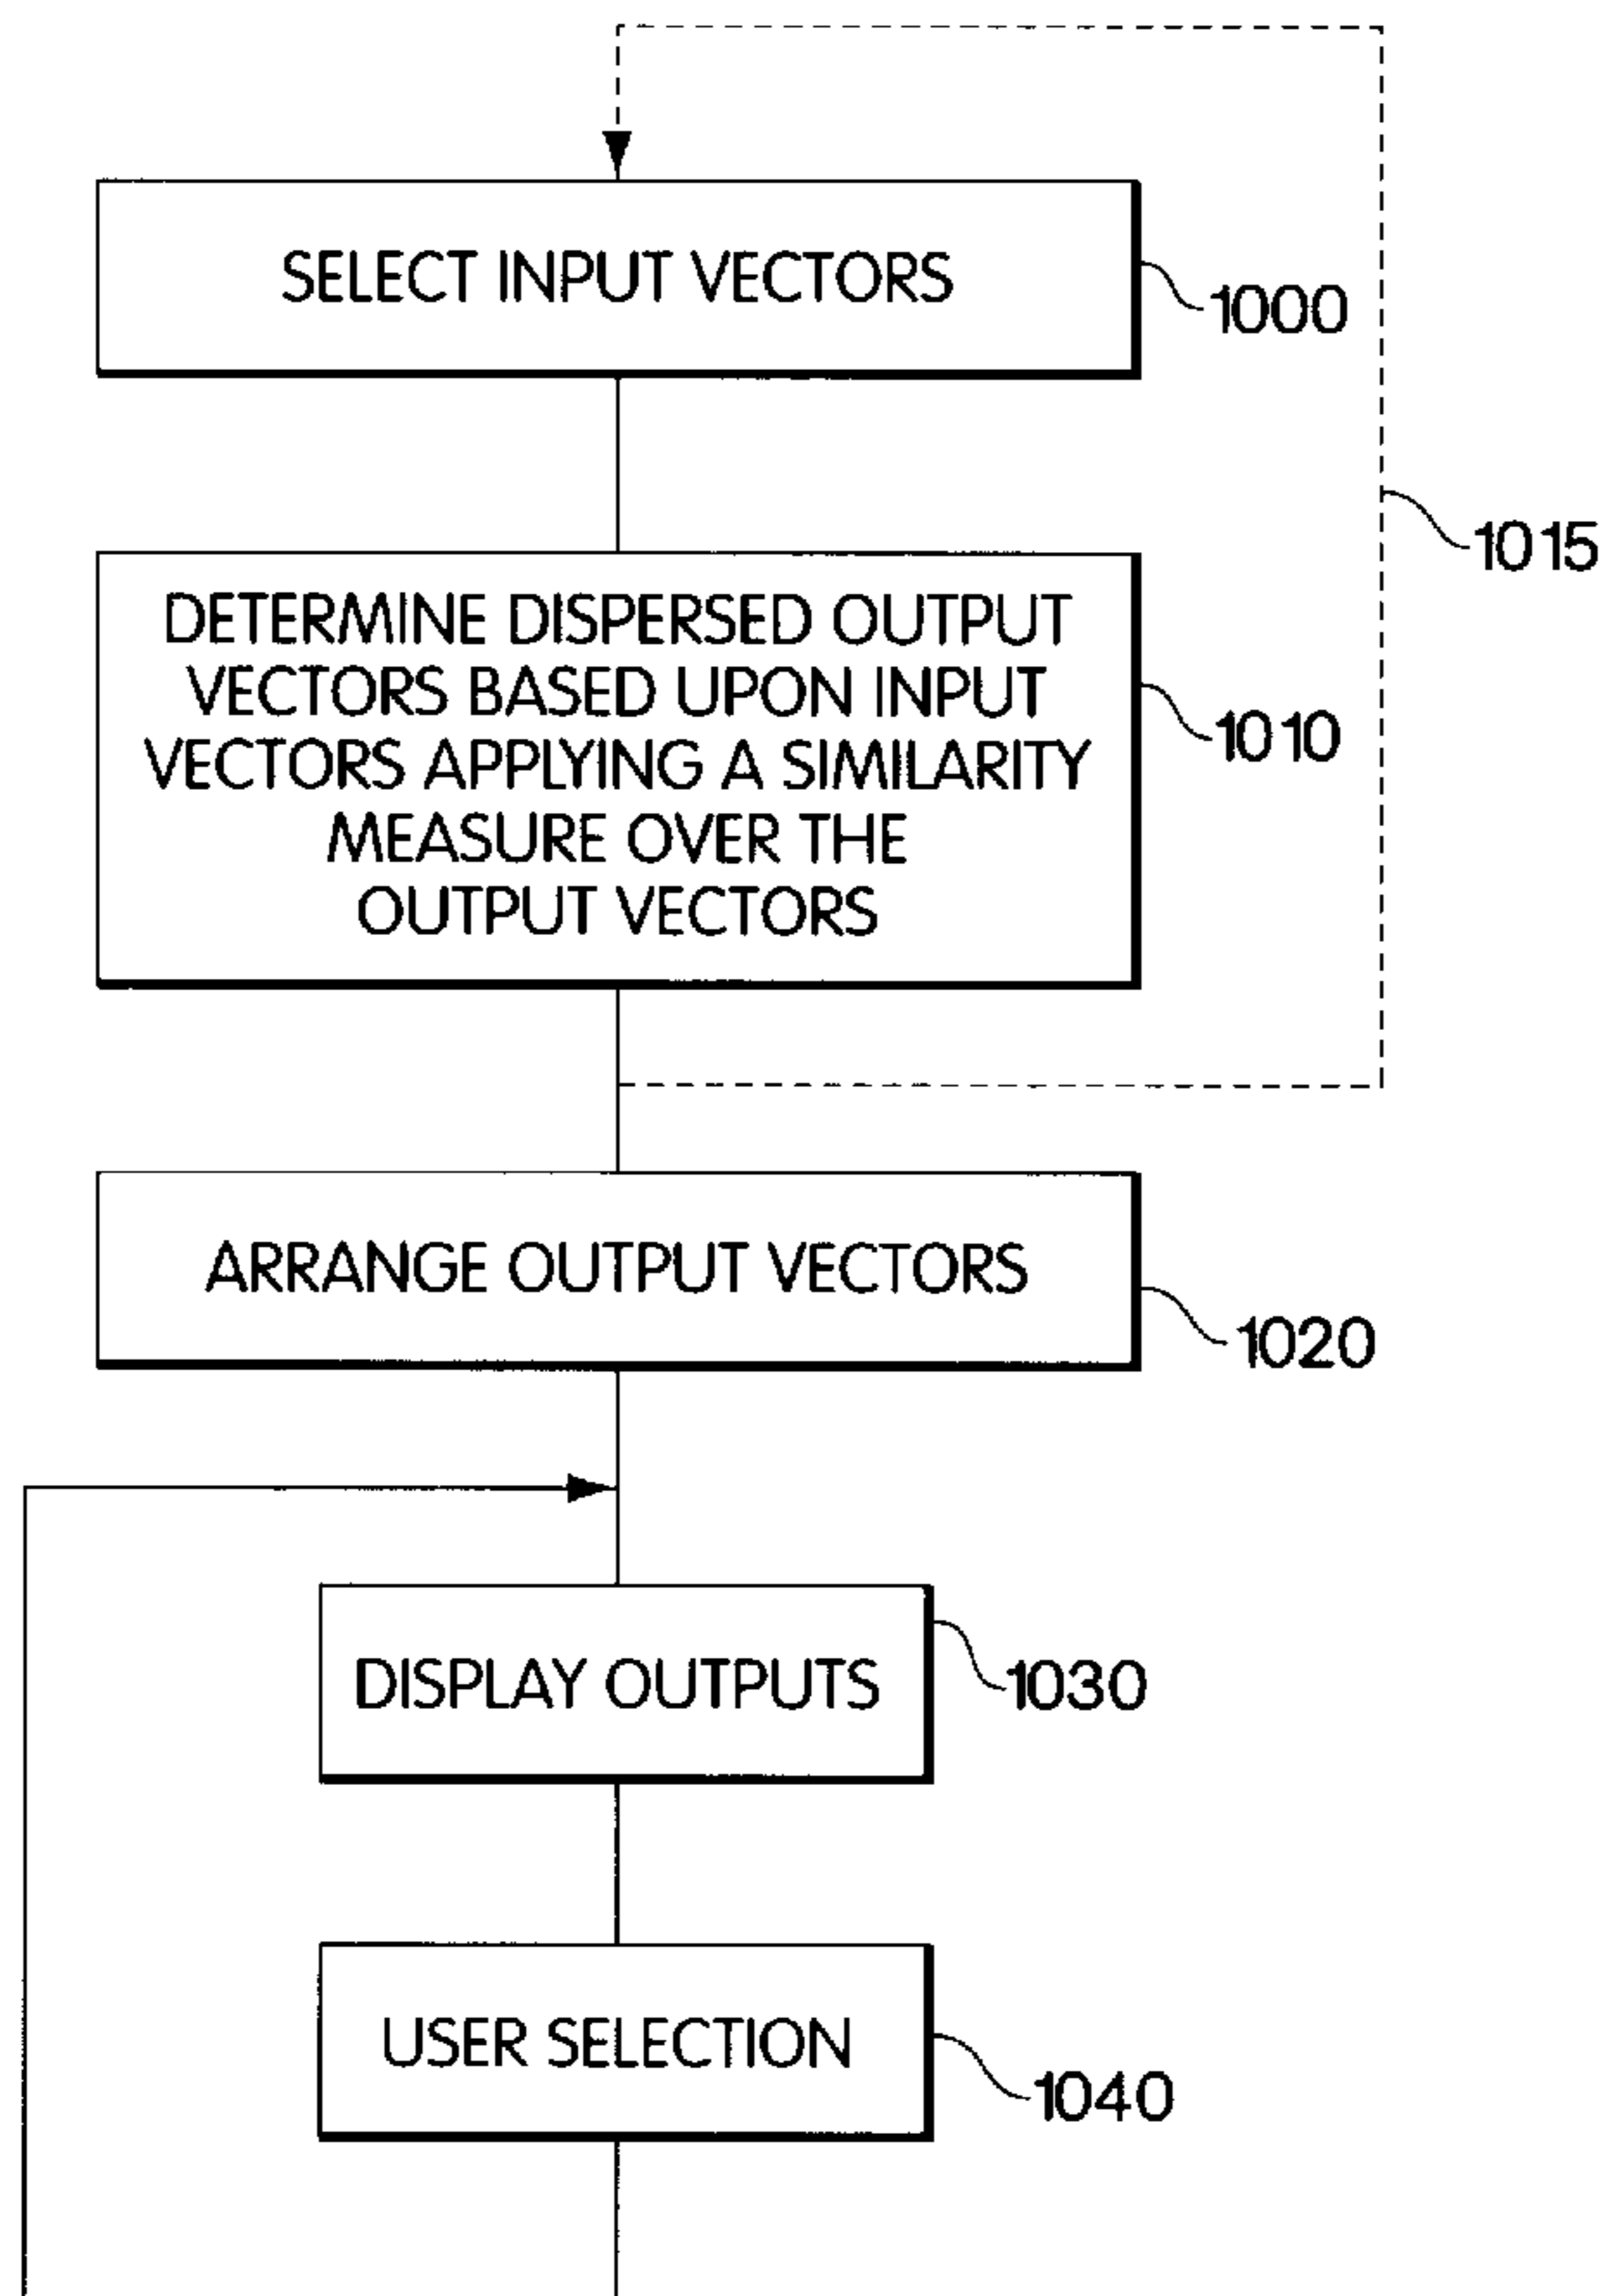 SELECT INPUT VECTORS
1000
1015
DETERMINE DISPERSED OUTPUT
VECTORS BASED UPON INPUT
VECTORS APPLYING A SIMILARITY
MEASURE OVER THE
OUTPUT VECTORS
1010
ARRANGE OUTPUT VECTORS
1020
DISPLAY OUTPUTS
1030
USER SELECTION
1040